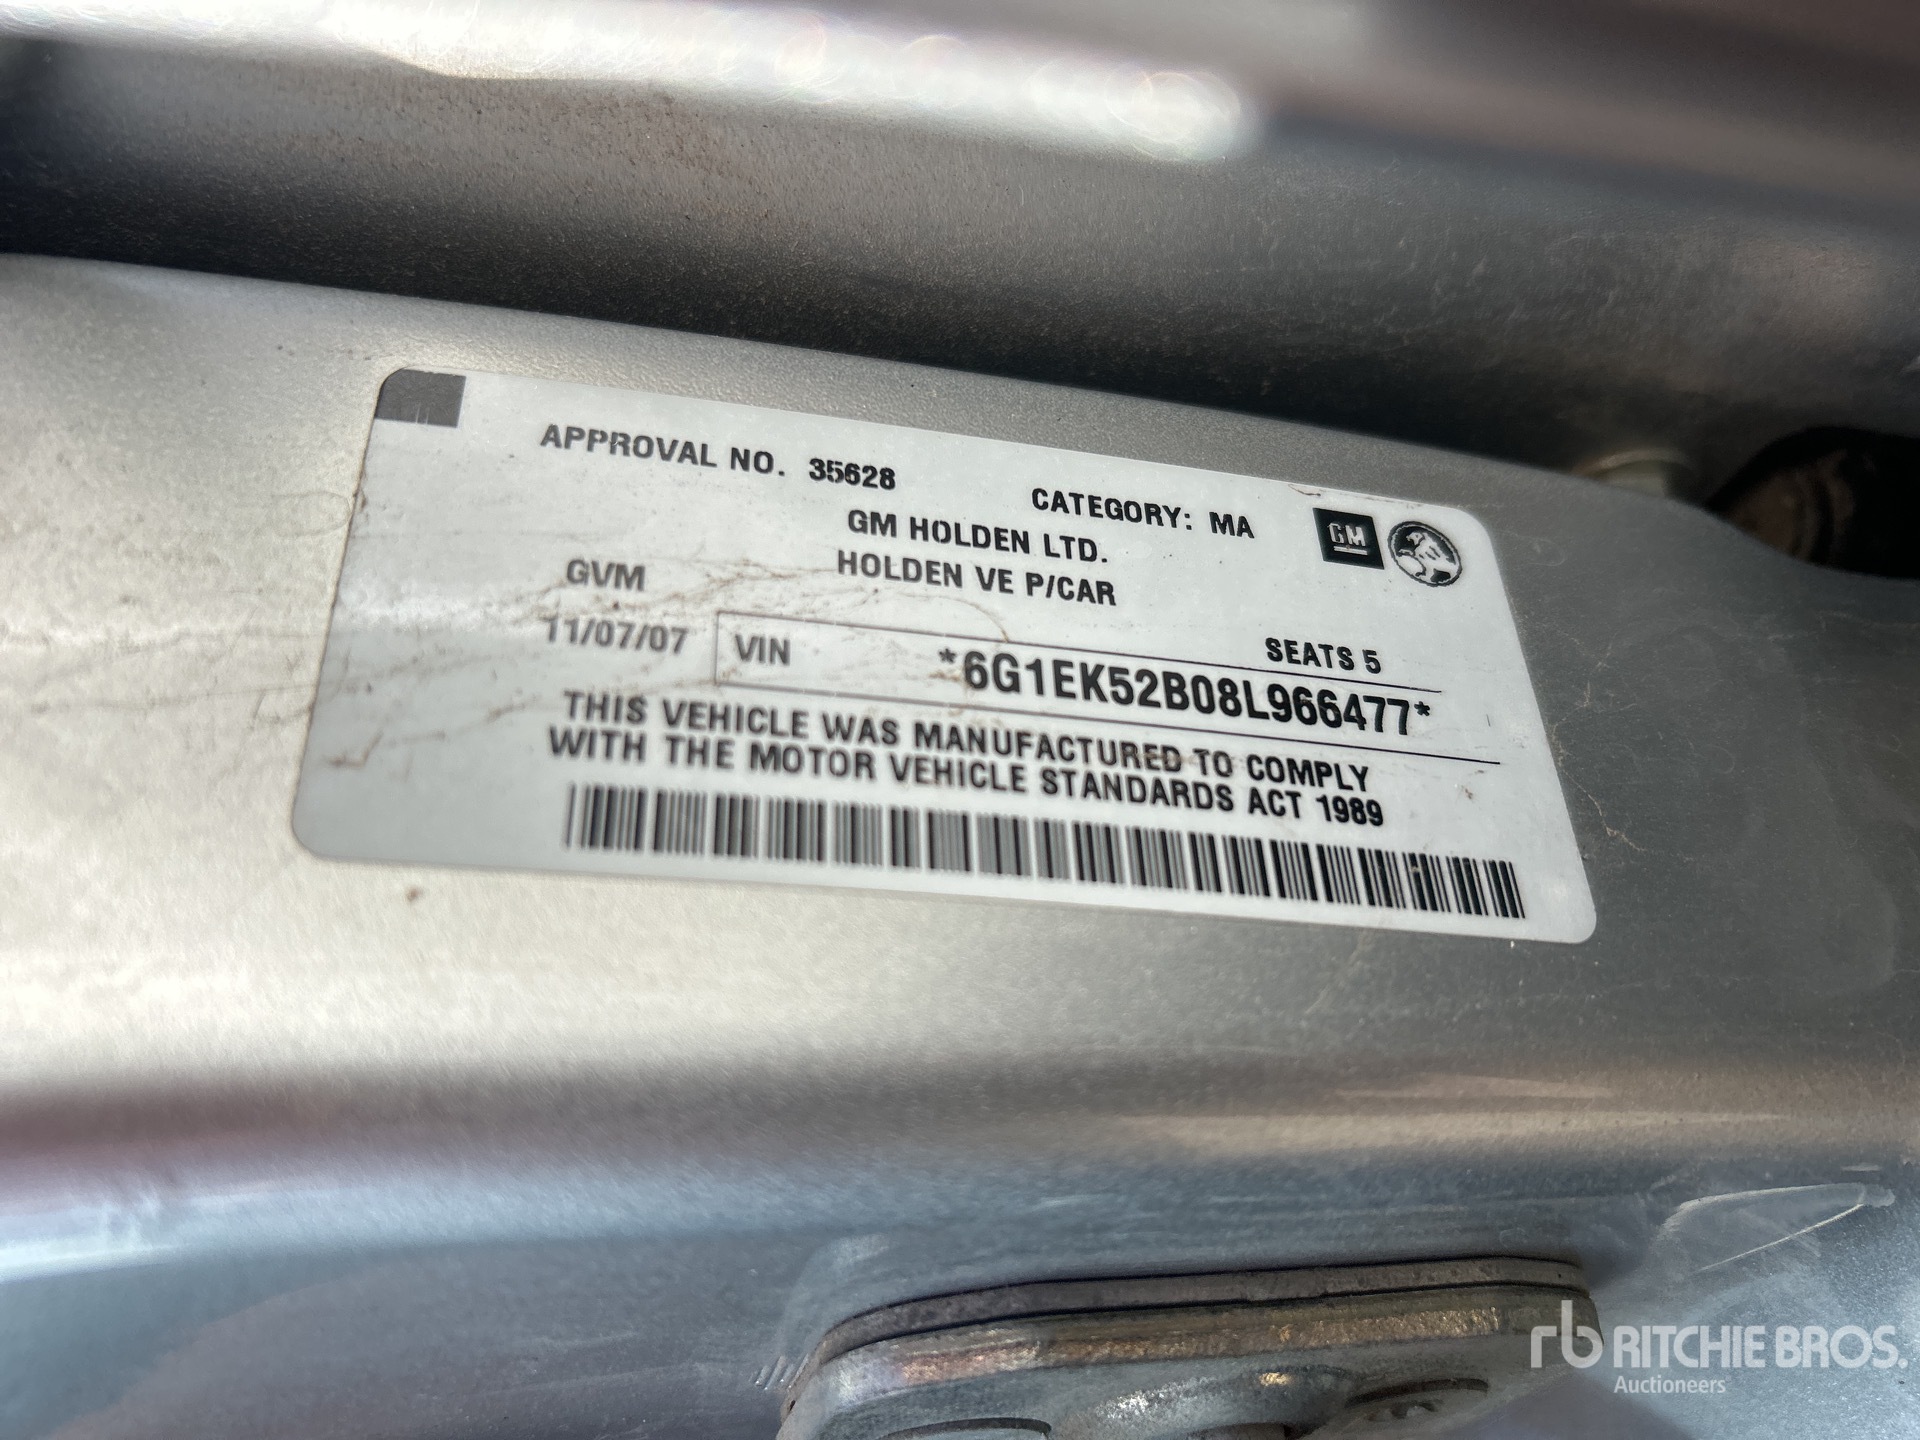 APPROVAL NO. 35628
CATEGORY: MA
GM
GM HOLDEN LTD.
GVM
HOLDEN VE P/CAR
SEATS 5
11/07/07
VIN *6G1EK52B08L966477*
THIS VEHICLE WAS MANUFACTURED TO COMPLY
WITH THE MOTOR VEHICLE STANDARDS ACT 1989
rb RITCHIE BROS.
Auctioneers